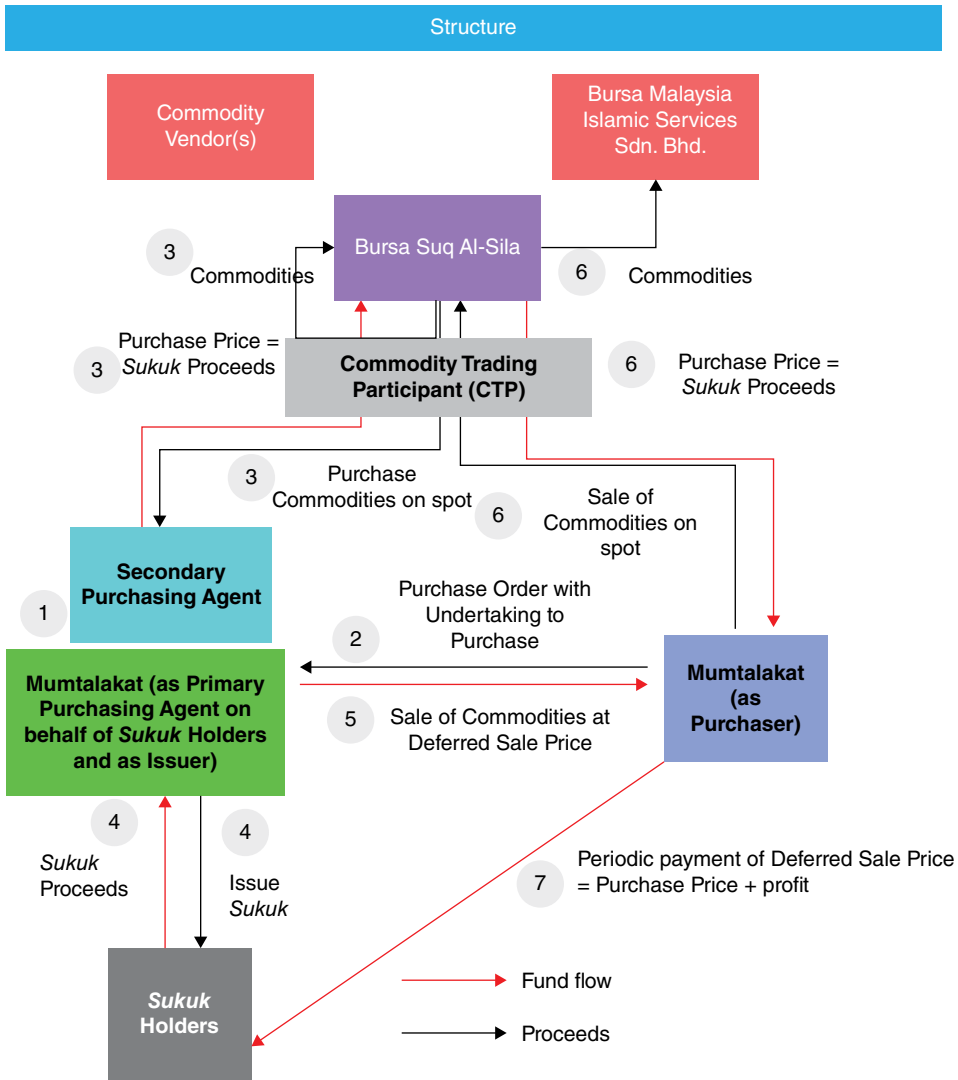 Structure
Commodity
Vendor(s)
Bursa Malaysia
Islamic Services
Sdn. Bhd.
Bursa Suq Al-Sila
3
Commodities
6
Commodities
Purchase Price =
Sukuk Proceeds
3
Commodity Trading
Participant (CTP)
6
Purchase Price =
Sukuk Proceeds
3
Purchase
Commodities on spot
6
Sale of
Commodities on
spot
Secondary
Purchasing Agent
1
Purchase Order with
Undertaking to
Purchase
2
Mumtalakat (as Primary
Purchasing Agent on
behalf of Sukuk Holders
and as Issuer)
Mumtalakat
(as
Purchaser)
5
Sale of Commodities at
Deferred Sale Price
4
Sukuk
Proceeds
4
Issue
Sukuk
7
Periodic payment of Deferred Sale Price
= Purchase Price + profit
Sukuk
Holders
Fund flow
Proceeds